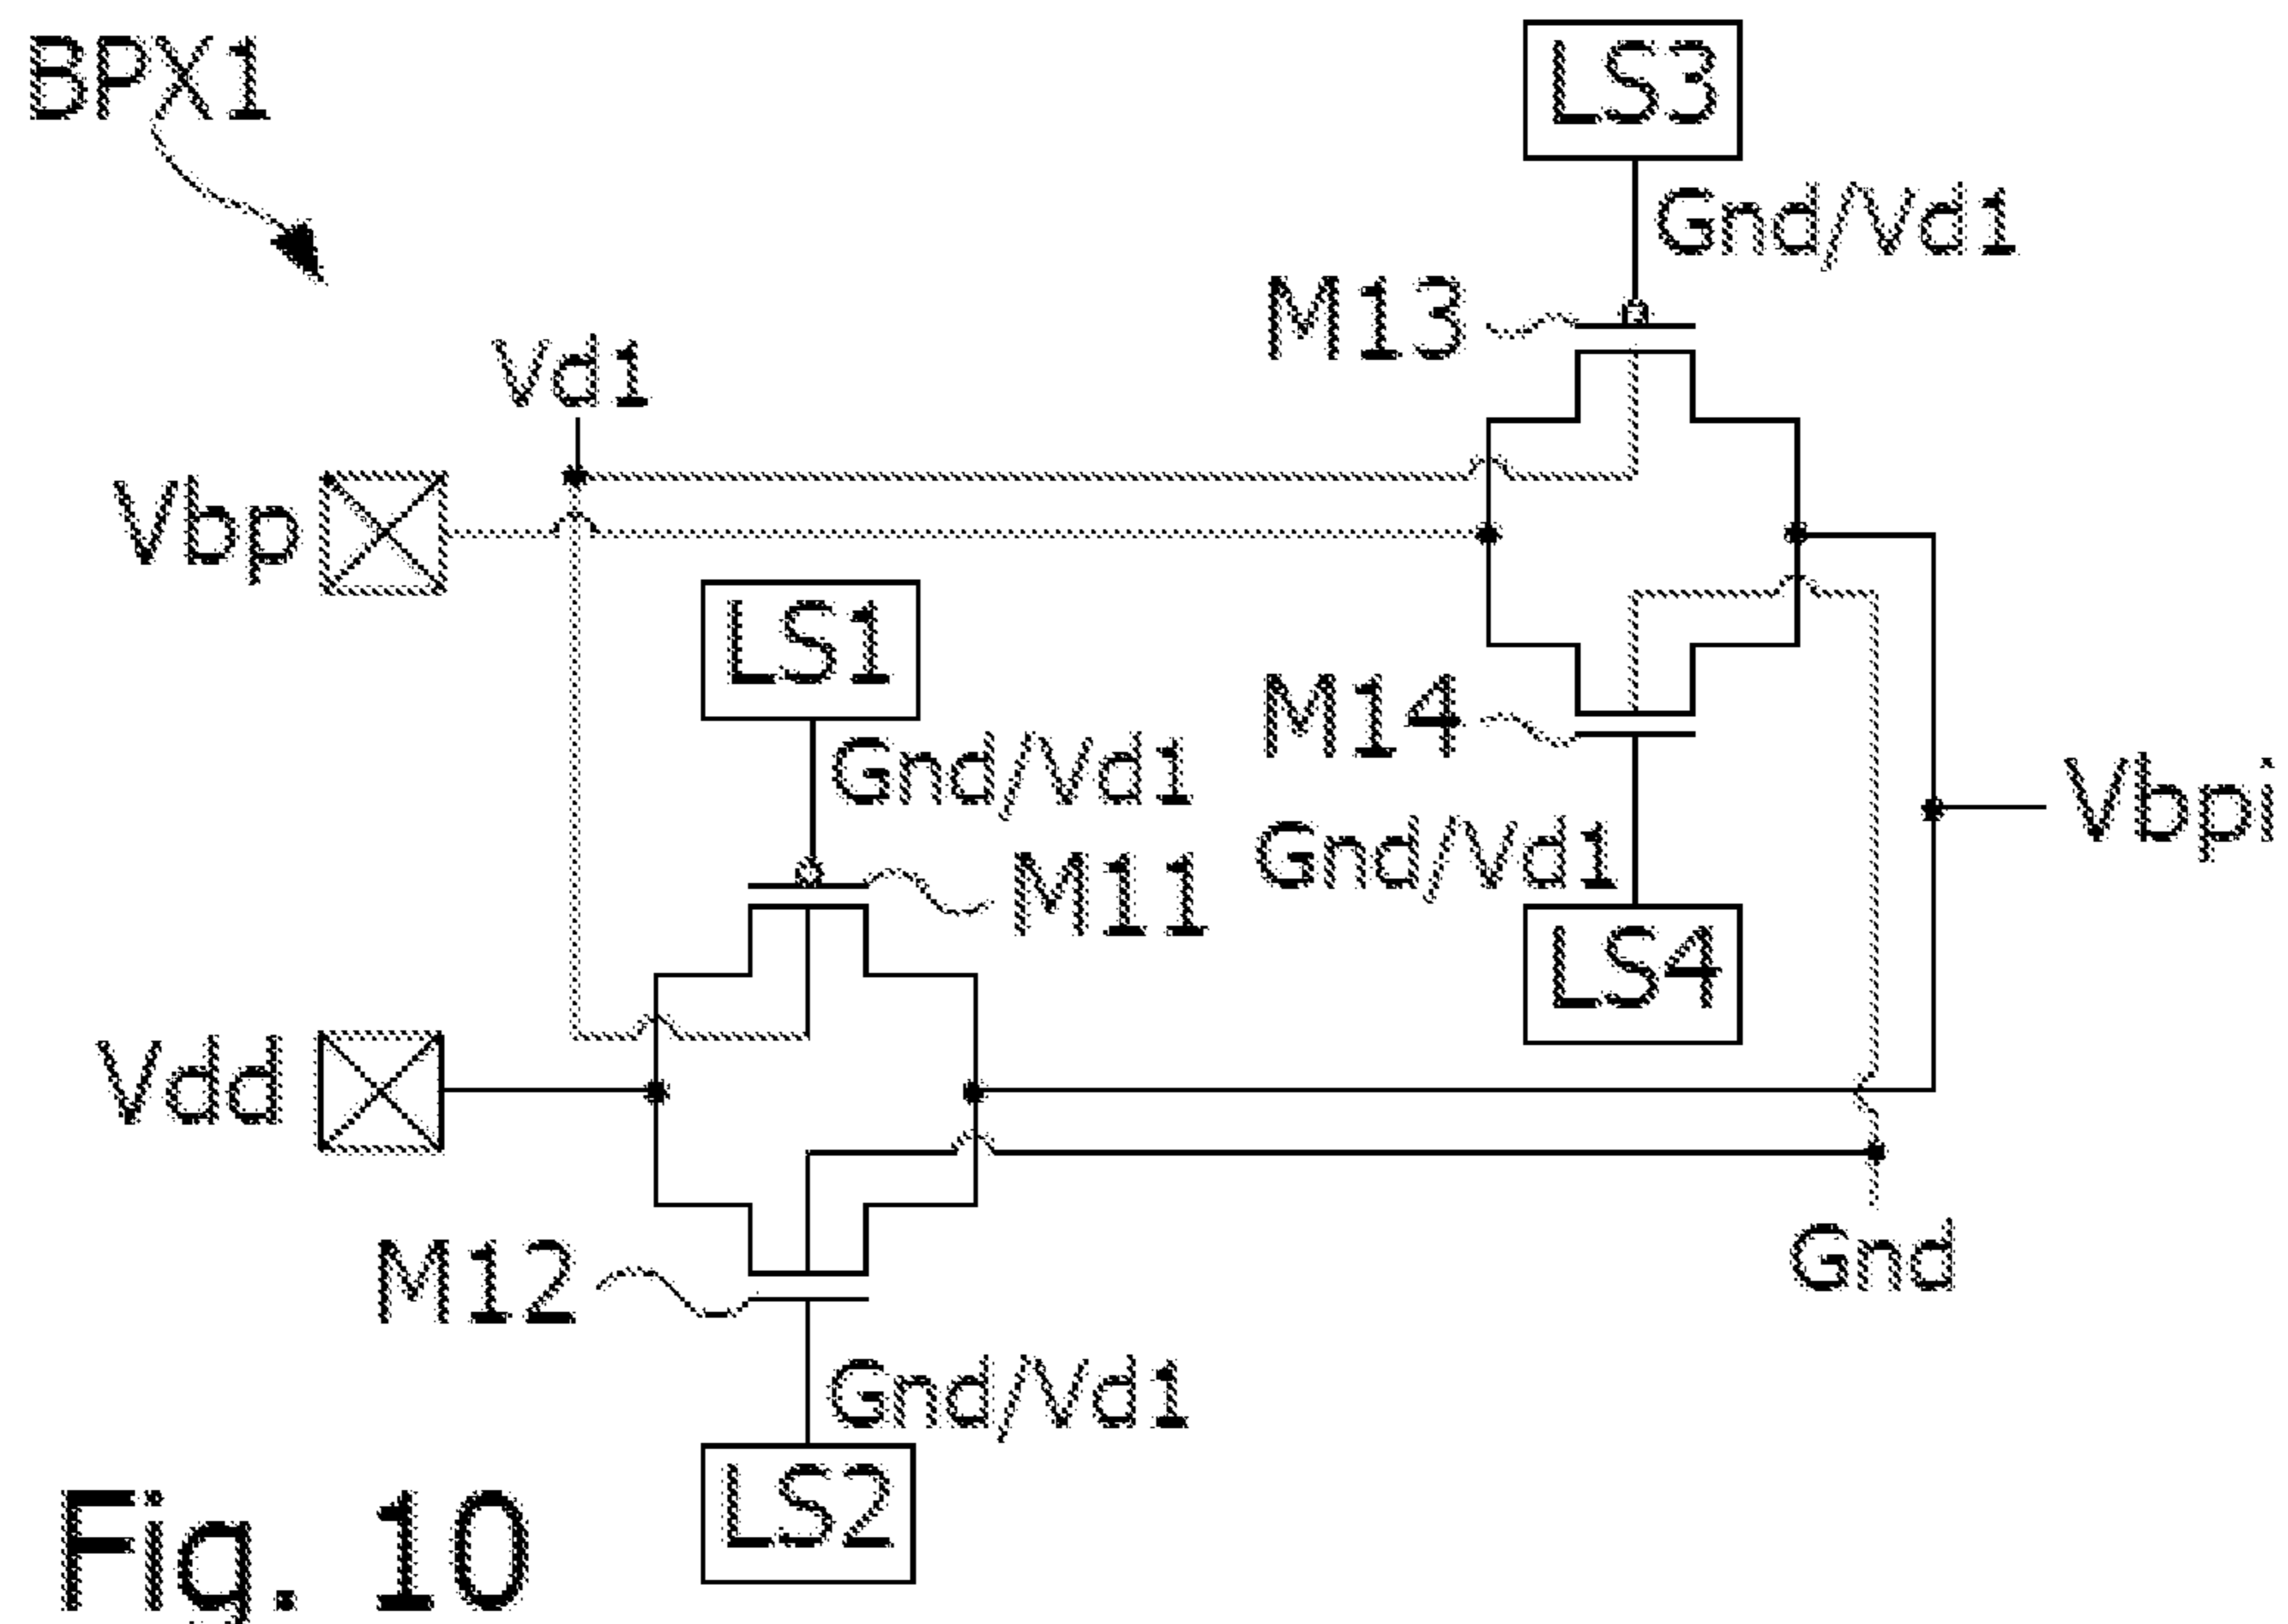 BPX1
LS3
Gnd/Vd1
M13
Vd1
Vbp
LS1
M14
Gnd/Vd1
Vbpi
Gnd/Vd1
M11
LS4
Vdd
M12
Gnd
Gnd/Vd1
LS2
Fig. 10